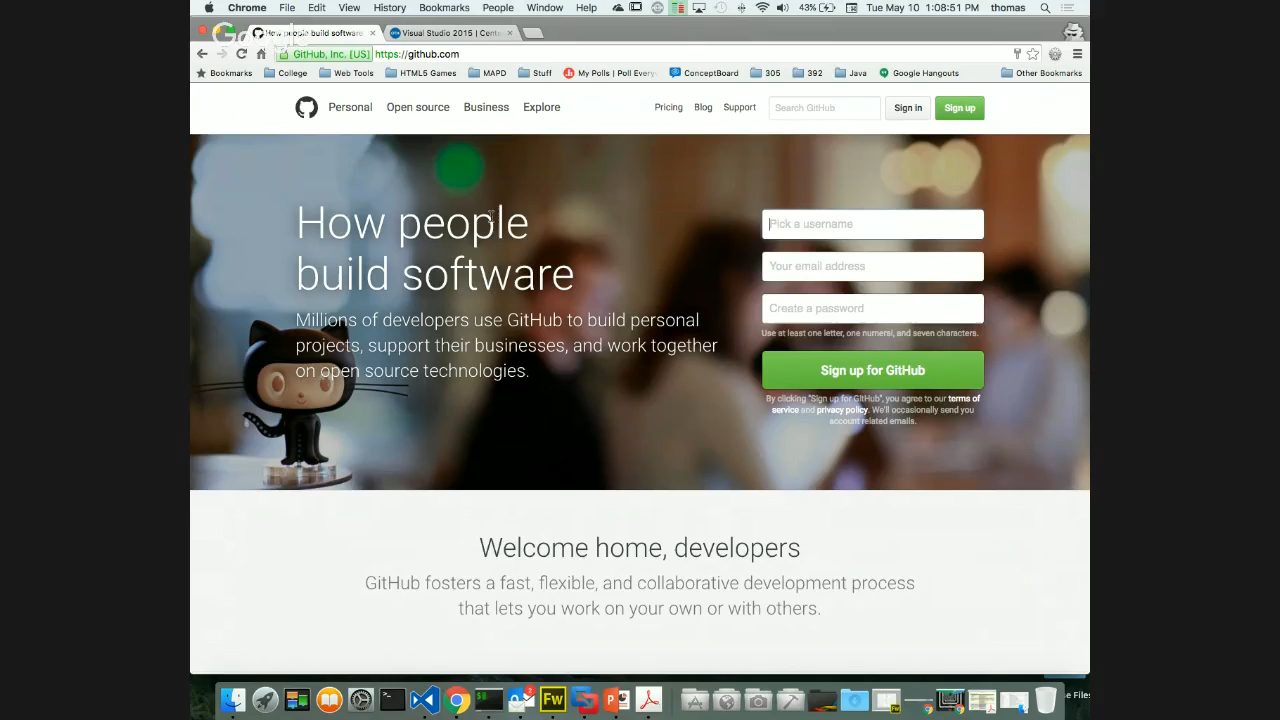 Chrome File Edit View History Bookmarks People Window Help 43% Tue May 10 1:08:51 PM thomas
How people build software Visual Studio 2015 | Cente
GitHub, Inc. [US] https://github.com
Bookmarks College Web Tools HTML5 Games MAPD Stuff My Polls | Poll Every ConceptBoard 305 392 Java Google Hangouts Other Bookmarks
Personal Open source Business Explore Pricing Blog Support Search GitHub Sign in Sign up
How people
build software
Millions of developers use GitHub to build personal
projects, support their businesses, and work together
on open source technologies.
Pick a username
Your email address
Create a password
Use at least one letter, one numeral, and seven characters.
Sign up for GitHub
By clicking "Sign up for GitHub", you agree to our terms of
service and privacy policy. We'll occasionally send you
account related emails.
Welcome home, developers
GitHub fosters a fast, flexible, and collaborative development process
that lets you work on your own or with others.
Fw